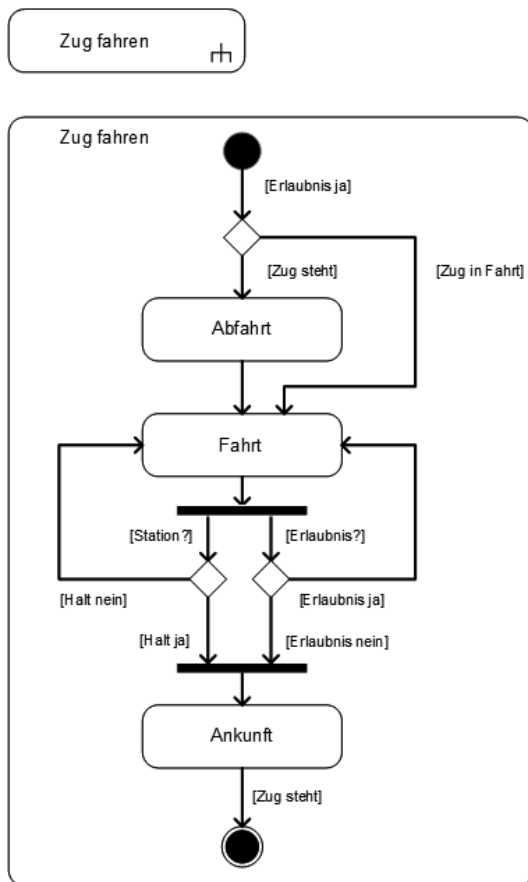 Zug fahren
Zug fahren
[Erlaubnis ja]
[Zug steht]
[Zug in Fahrt]
Abfahrt
Fahrt
[Station?]
[Erlaubnis?]
[Halt nein]
[Erlaubnis ja]
[Halt ja]
[Erlaubnis nein]
Ankunft
[Zug steht]